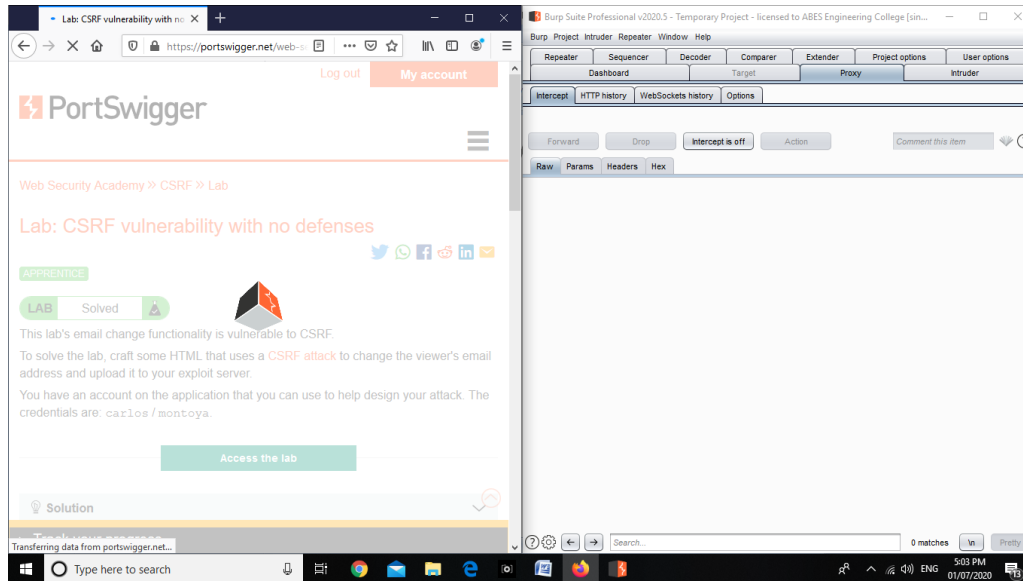 Lab: CSRF vulnerability with no
https://portswigger.net/web-s
Log out
My account
PortSwigger
Web Security Academy » CSRF » Lab
Lab: CSRF vulnerability with no defenses
APPRENTICE
LAB Solved
This lab's email change functionality is vulnerable to CSRF.
To solve the lab, craft some HTML that uses a CSRF attack to change the viewer's email
address and upload it to your exploit server.
You have an account on the application that you can use to help design your attack. The
credentials are: carlos / montoya.
Access the lab
Solution
Track your progress
Transferring data from portswigger.net...
Burp Suite Professional v2020.5 - Temporary Project - licensed to ABES Engineering College [sin...
Burp Project Intruder Repeater Window Help
Repeater Sequencer Decoder Comparer Extender Project options User options
Dashboard Target Proxy Intruder
Intercept HTTP history WebSockets history Options
Forward Drop Intercept is off Action Comment this item
Raw Params Headers Hex
Search... 0 matches \n Pretty
Type here to search
ENG
5:03 PM
01/07/2020
13